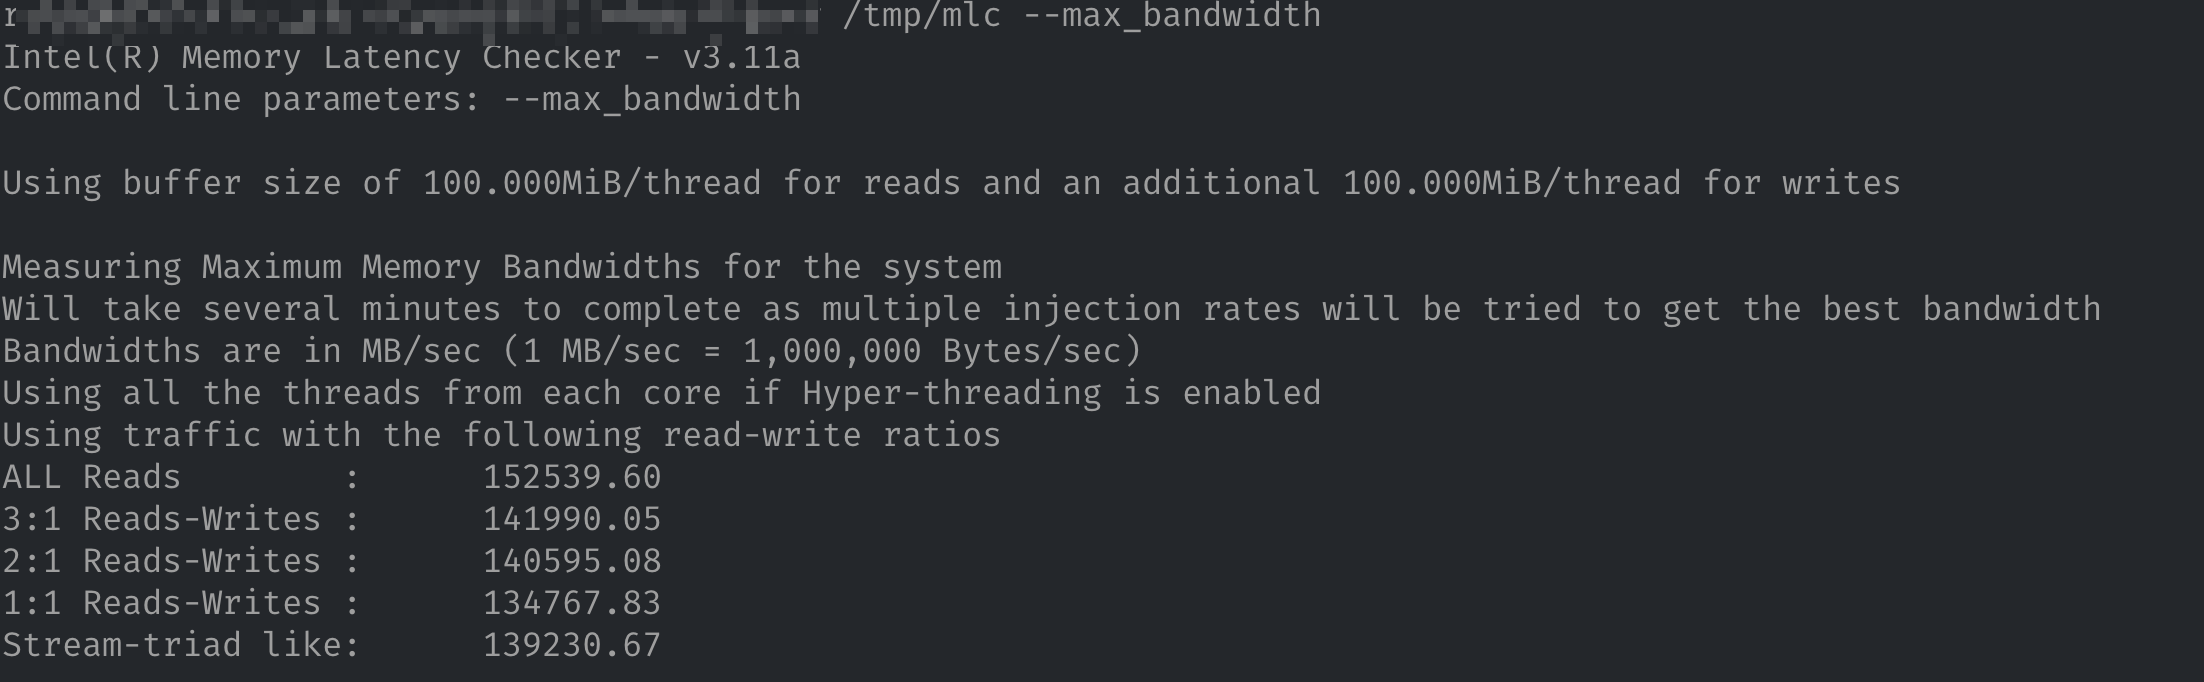 /tmp/mlc --max_bandwidth
Intel(R) Memory Latency Checker - v3.11a
Command line parameters: --max_bandwidth
Using buffer size of 100.000MiB/thread for reads and an additional 100.000MiB/thread for writes
Measuring Maximum Memory Bandwidths for the system
Will take several minutes to complete as multiple injection rates will be tried to get the best bandwidth
Bandwidths are in MB/sec (1 MB/sec = 1,000,000 Bytes/sec)
Using all the threads from each core if Hyper-threading is enabled
Using traffic with the following read-write ratios
ALL Reads        :      152539.60
3:1 Reads-Writes :      141990.05
2:1 Reads-Writes :      140595.08
1:1 Reads-Writes :      134767.83
Stream-triad like:      139230.67